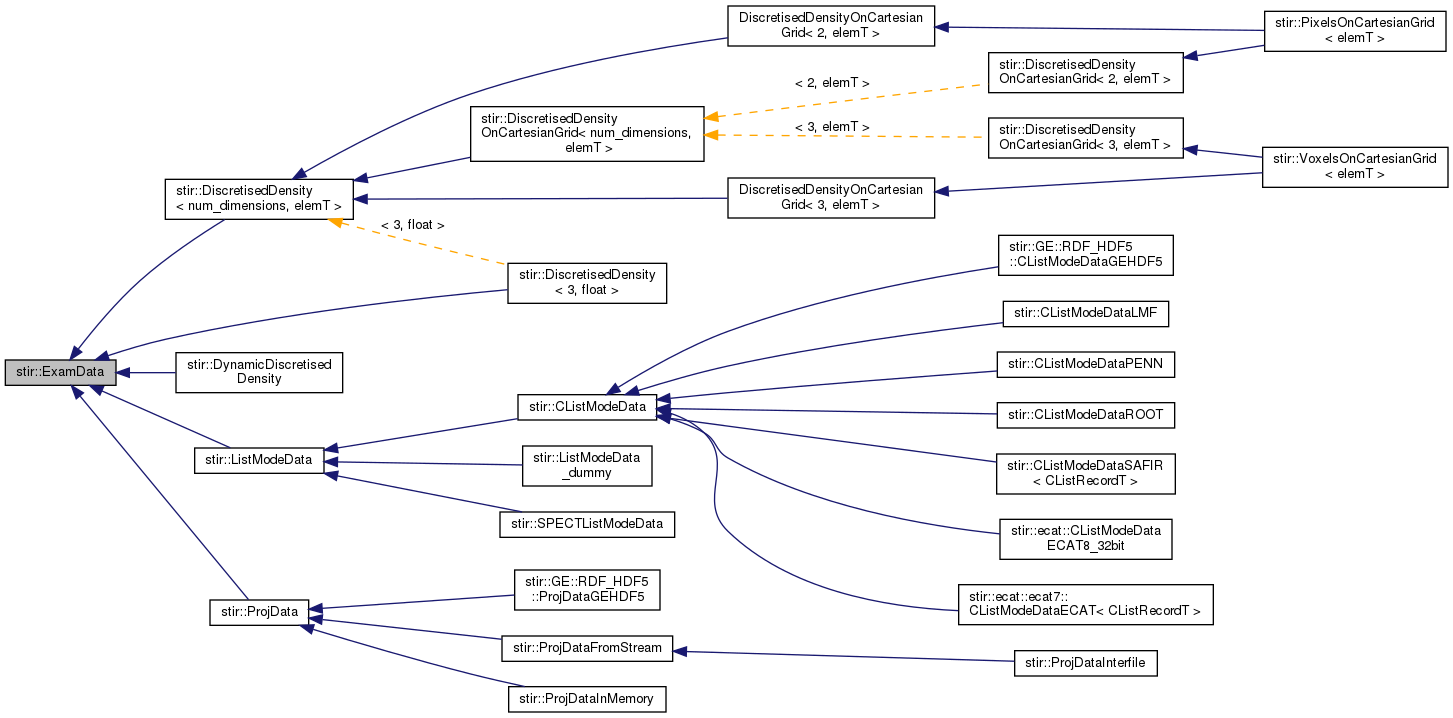 DiscretisedDensityOnCartesian
Grid< 2, elemT >
stir::PixelsOnCartesianGrid
< elemT >
stir::DiscretisedDensity
OnCartesianGrid< 2, elemT >
< 2, elemT >
stir::DiscretisedDensity
OnCartesianGrid< num_dimensions,
elemT >
< 3, elemT >
stir::DiscretisedDensity
OnCartesianGrid< 3, elemT >
stir::VoxelsOnCartesianGrid
< elemT >
stir::DiscretisedDensity
< num_dimensions, elemT >
DiscretisedDensityOnCartesian
Grid< 3, elemT >
< 3, float >
stir::DiscretisedDensity
< 3, float >
stir::GE::RDF_HDF5
::CListModeDataGEHDF5
stir::CListModeDataLMF
stir::ExamData
stir::DynamicDiscretised
Density
stir::CListModeDataPENN
stir::CListModeData
stir::CListModeDataROOT
stir::ListModeData
stir::ListModeData
_dummy
stir::CListModeDataSAFIR
< CListRecordT >
stir::SPECTListModeData
stir::ecat::CListModeData
ECAT8_32bit
stir::GE::RDF_HDF5
::ProjDataGEHDF5
stir::ecat::ecat7::
CListModeDataECAT< CListRecordT >
stir::ProjData
stir::ProjDataFromStream
stir::ProjDataInterfile
stir::ProjDataInMemory